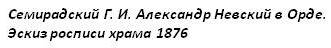 Семирадский Г. И. Александр Невский в Орде.
Эскиз росписи храма 1876